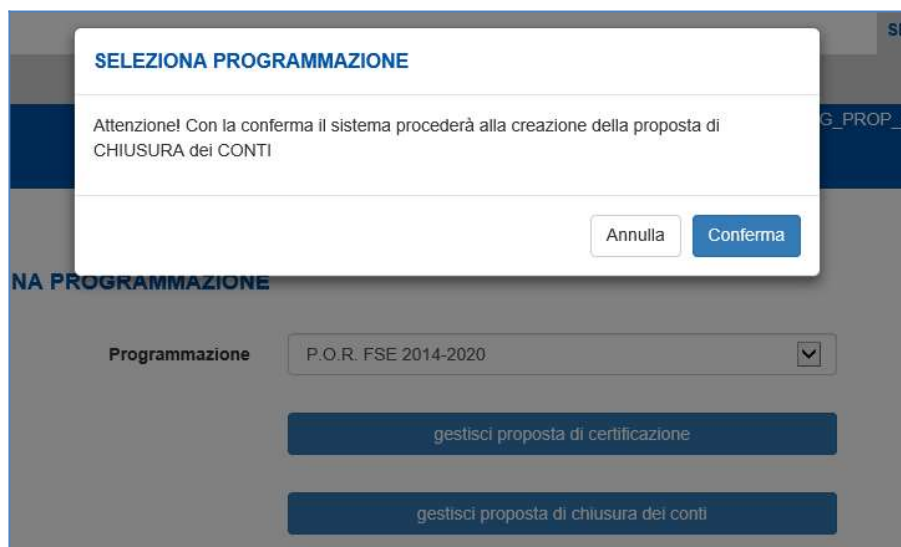 SELEZIONA PROGRAMMAZIONE
Attenzione! Con la conferma il sistema procederà alla creazione della proposta di
CHIUSURA dei CONTI
G_PROP_
Annulla
Conferma
NA PROGRAMMAZIONE
Programmazione
P.O.R. FSE 2014-2020
gestisci proposta di certificazione
gestisci proposta di chiusura dei conti